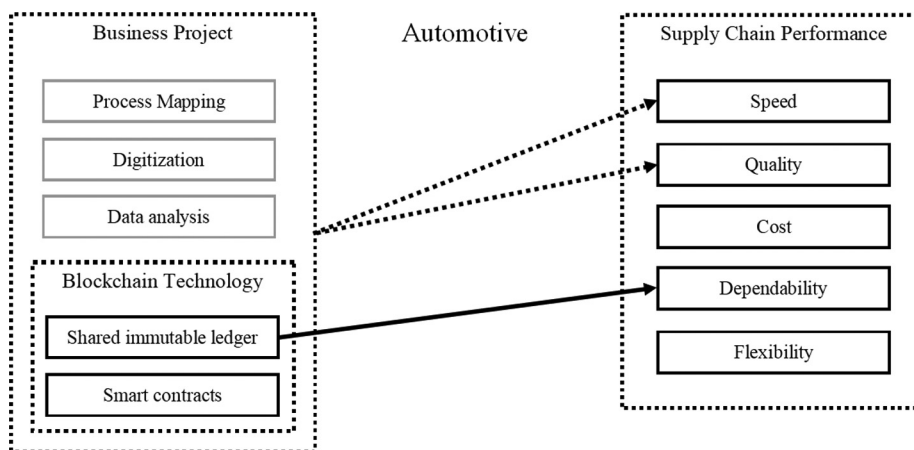 Business Project
Process Mapping
Digitization
Data analysis
Blockchain Technology
Shared immutable ledger
Smart contracts
Automotive
Supply Chain Performance
Speed
Quality
Cost
Dependability
Flexibility